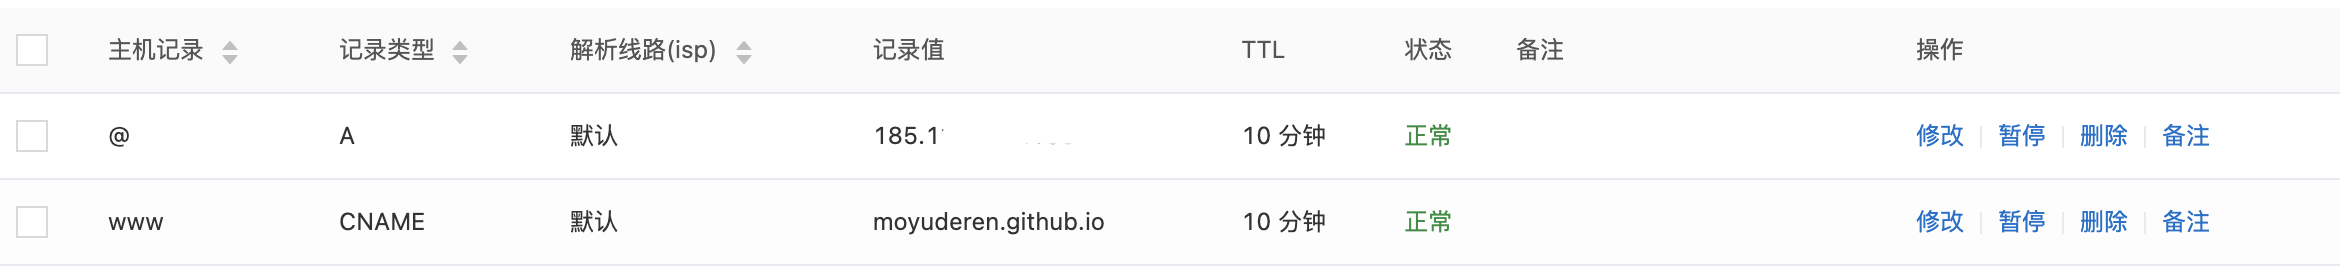 主机记录 记录类型 解析线路(isp) 记录值 TTL 状态 备注 操作
@ A 默认 185.1 10 分钟 正常 修改 暂停 删除 备注
www CNAME 默认 moyuderen.github.io 10 分钟 正常 修改 暂停 删除 备注